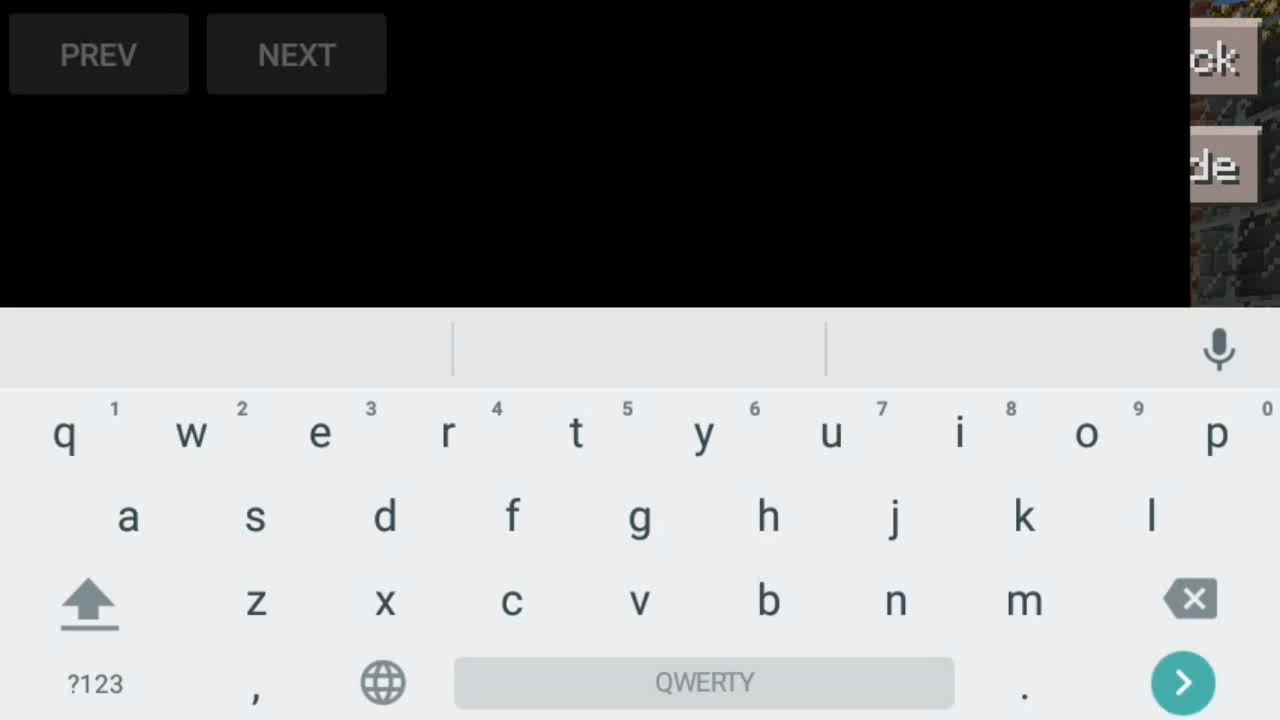 PREV NEXT
ck
de
1 2 3 4 5 6 7 8 9 0
q w e r t y u i o p
a s d f g h j k l
z x c v b n m
?123 , QWERTY .